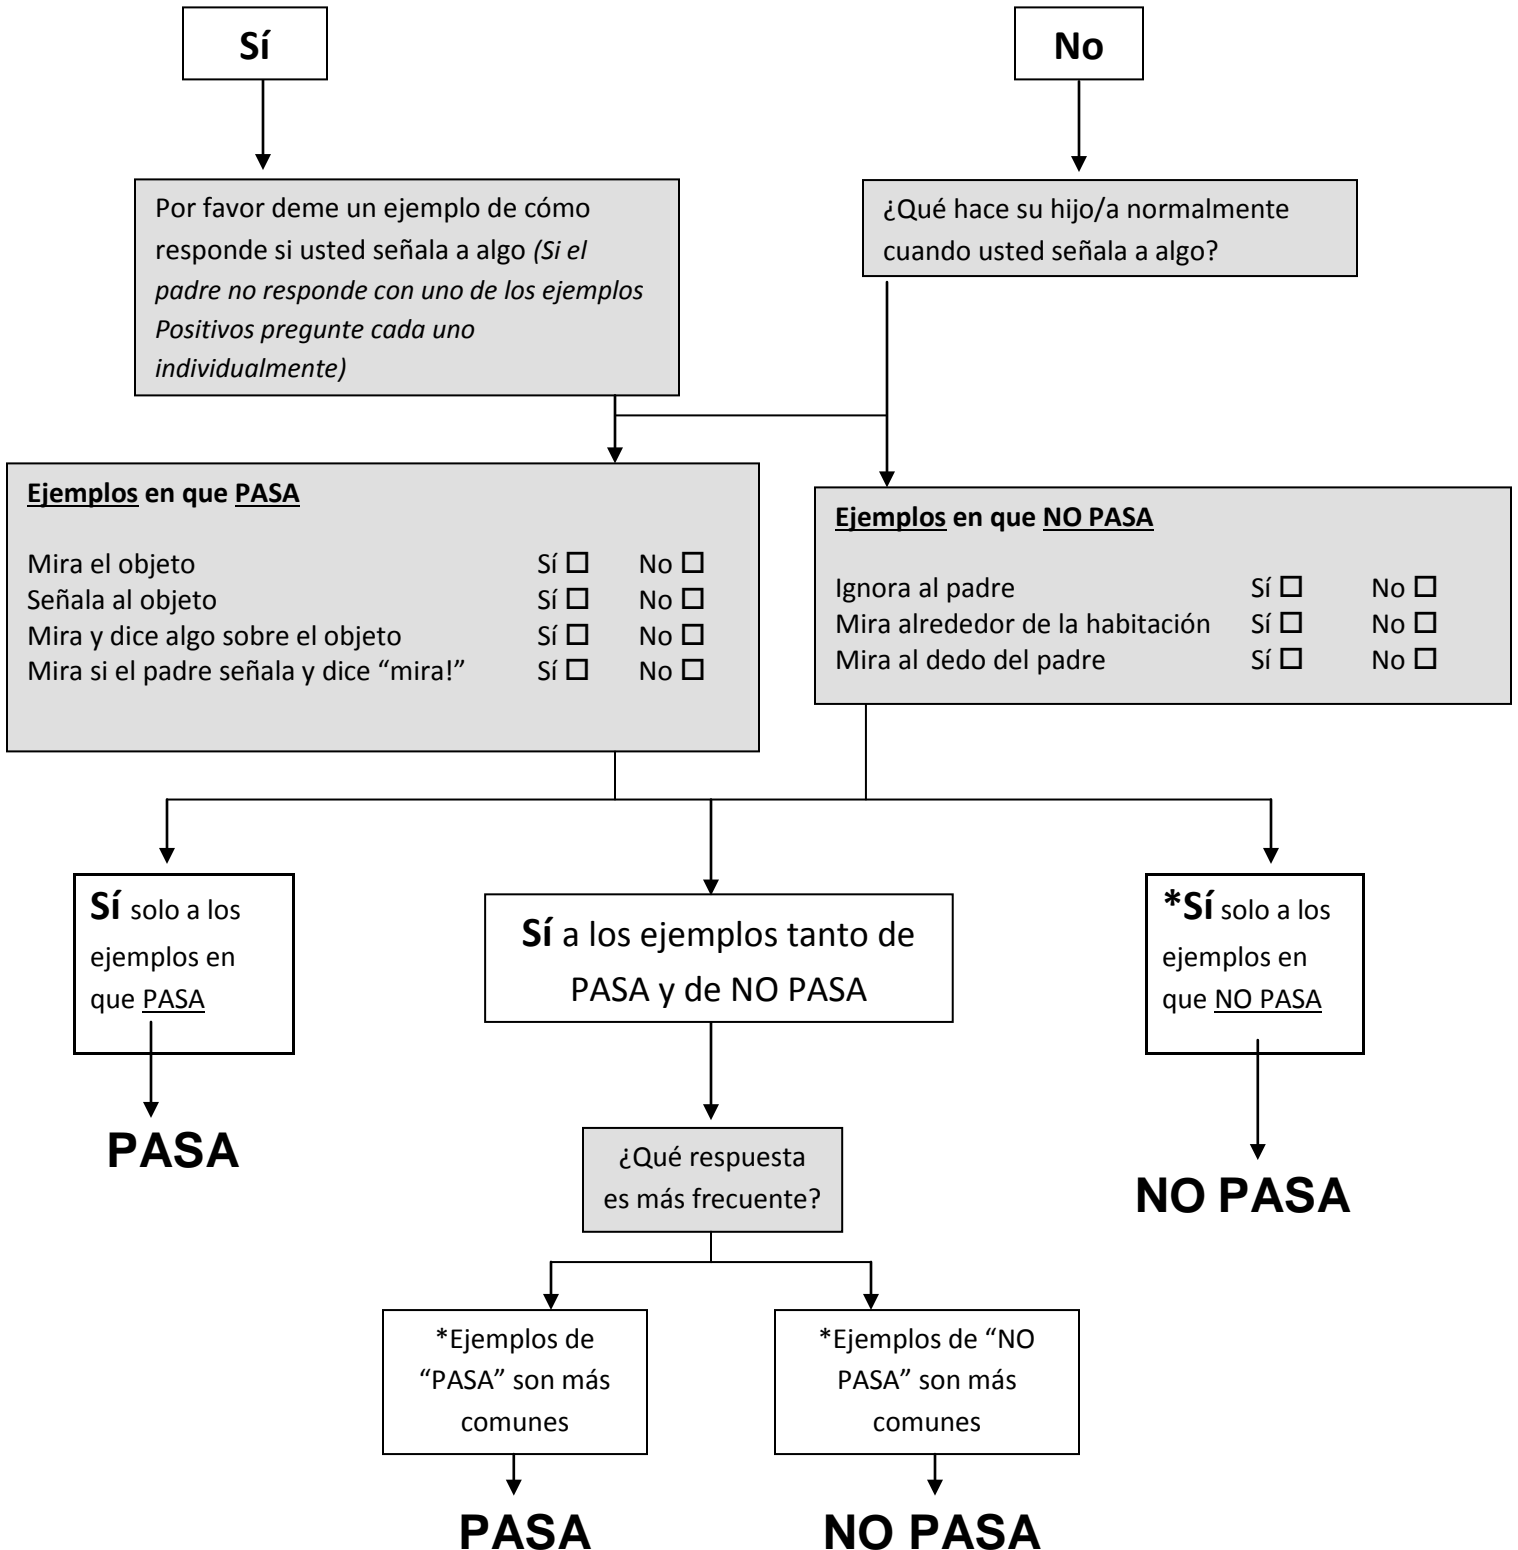 Sí
No
Por favor deme un ejemplo de cómo
responde si usted señala a algo (Si el
padre no responde con uno de los ejemplos
Positivos pregunte cada uno
individualmente)
¿Qué hace su hijo/a normalmente
cuando usted señala a algo?
Ejemplos en que PASA
Mira el objeto Sí ☐ No ☐
Señala al objeto Sí ☐ No ☐
Mira y dice algo sobre el objeto Sí ☐ No ☐
Mira si el padre señala y dice “mira!” Sí ☐ No ☐
Ejemplos en que NO PASA
Ignora al padre Sí ☐ No ☐
Mira alrededor de la habitación Sí ☐ No ☐
Mira al dedo del padre Sí ☐ No ☐
Sí solo a los
ejemplos en
que PASA
Sí a los ejemplos tanto de
PASA y de NO PASA
*Sí solo a los
ejemplos en
que NO PASA
PASA
¿Qué respuesta
es más frecuente?
NO PASA
*Ejemplos de
“PASA” son más
comunes
*Ejemplos de “NO
PASA” son más
comunes
PASA
NO PASA